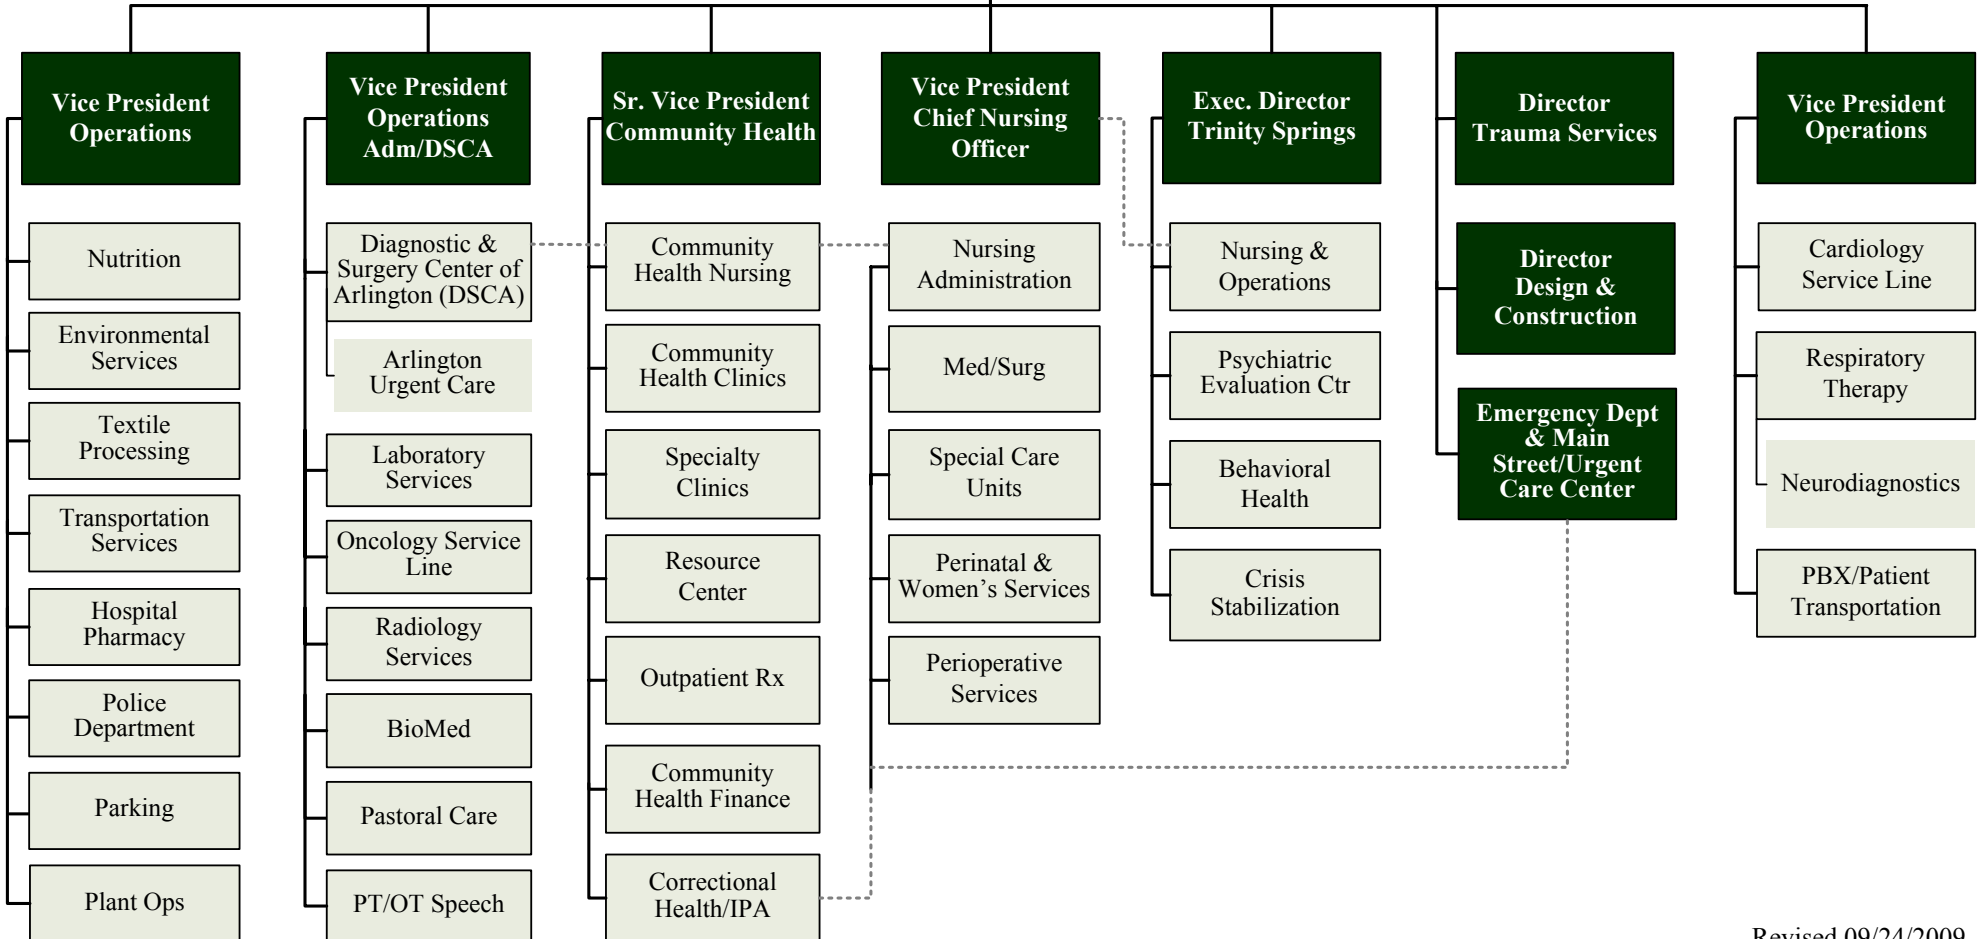 Vice President
Operations
Nutrition
Environmental
Services
Textile
Processing
Transportation
Services
Hospital
Pharmacy
Police
Department
Parking
Plant Ops
Vice President
Operations
Adm/DSCA
Diagnostic &
Surgery Center of
Arlington (DSCA)
Arlington
Urgent Care
Laboratory
Services
Oncology Service
Line
Radiology
Services
BioMed
Pastoral Care
PT/OT Speech
Sr. Vice President
Community Health
Community
Health Nursing
Community
Health Clinics
Specialty
Clinics
Resource
Center
Outpatient Rx
Community
Health Finance
Correctional
Health/IPA
Vice President
Chief Nursing
Officer
Nursing
Administration
Med/Surg
Special Care
Units
Perinatal &
Women’s Services
Perioperative
Services
Exec. Director
Trinity Springs
Nursing &
Operations
Psychiatric
Evaluation Ctr
Behavioral
Health
Crisis
Stabilization
Director
Trauma Services
Director
Design &
Construction
Emergency Dept
& Main
Street/Urgent
Care Center
Vice President
Operations
Cardiology
Service Line
Respiratory
Therapy
Neurodiagnostics
PBX/Patient
Transportation
Revised 09/24/2009